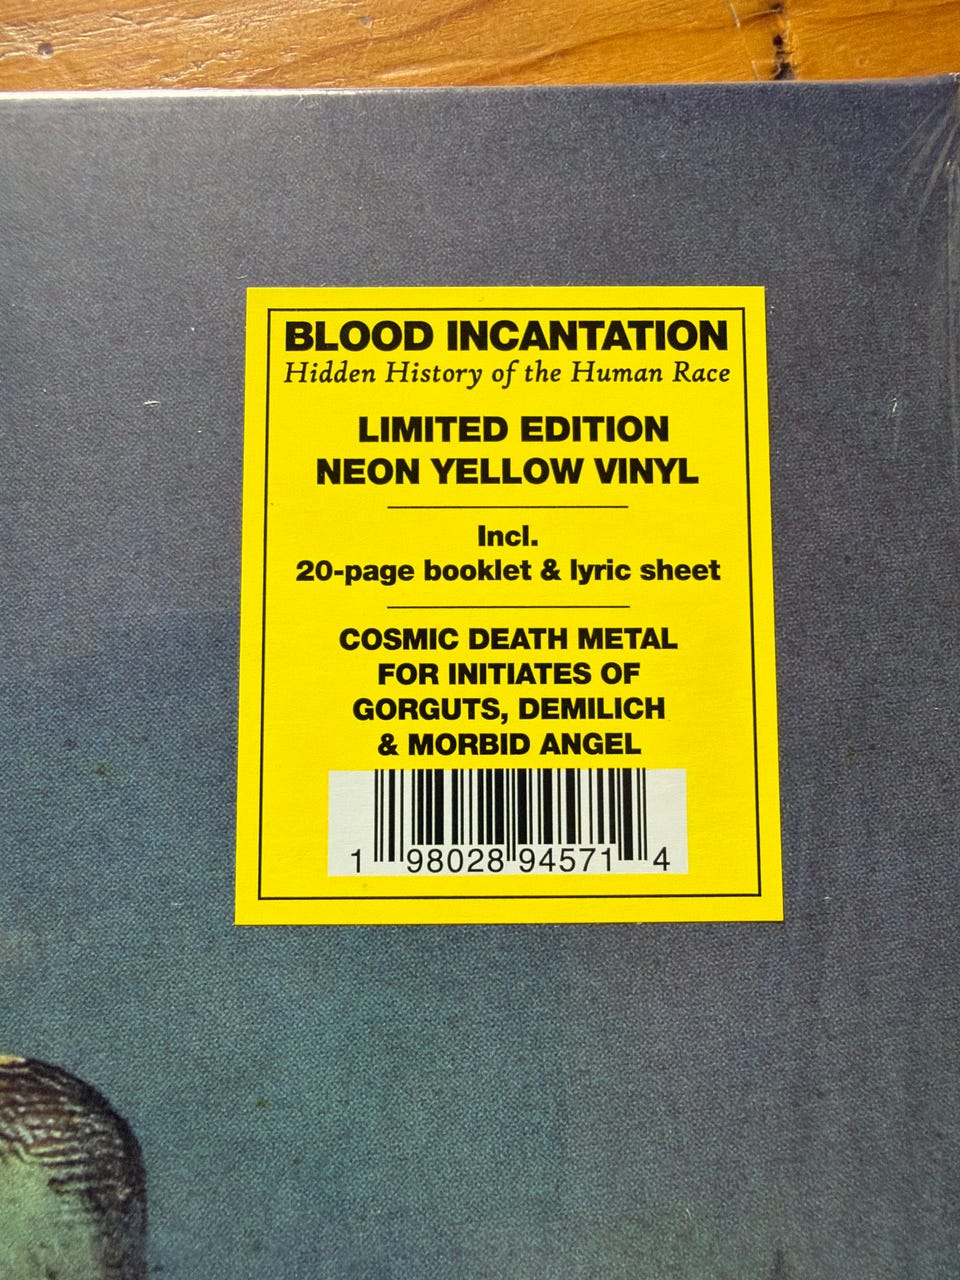 BLOOD INCANTATION
Hidden History of the Human Race
LIMITED EDITION
NEON YELLOW VINYL
Incl.
20-page booklet & lyric sheet
COSMIC DEATH METAL
FOR INITIATES OF
GORGUTS, DEMILICH
& MORBID ANGEL
1 98028 94571 4